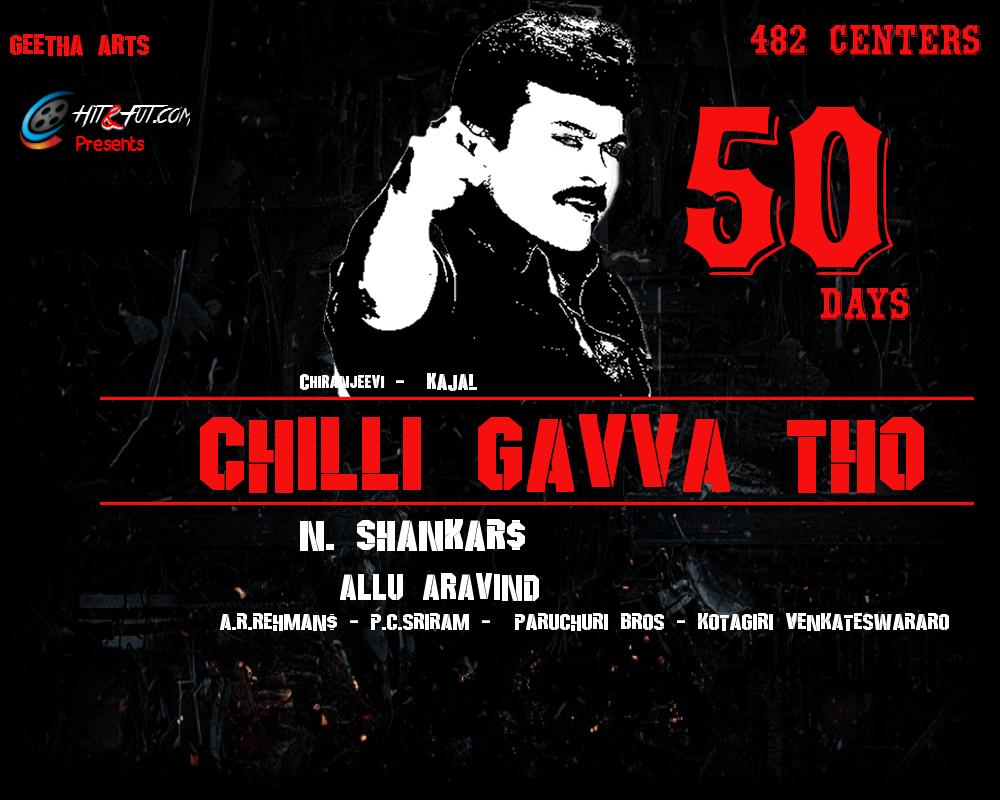 GEETHA ARTS
482 CENTERS
HIT&FUT.COM
Presents
50
DAYS
CHIRANJEEVI - KAJAL
CHILLI GAVVA THO
N. SHANKAR$
ALLU ARAVIND
A.R.REHMAN$ - P.C.SRIRAM - PARUCHURI BROS - KOTAGIRI VENKATESWARARO